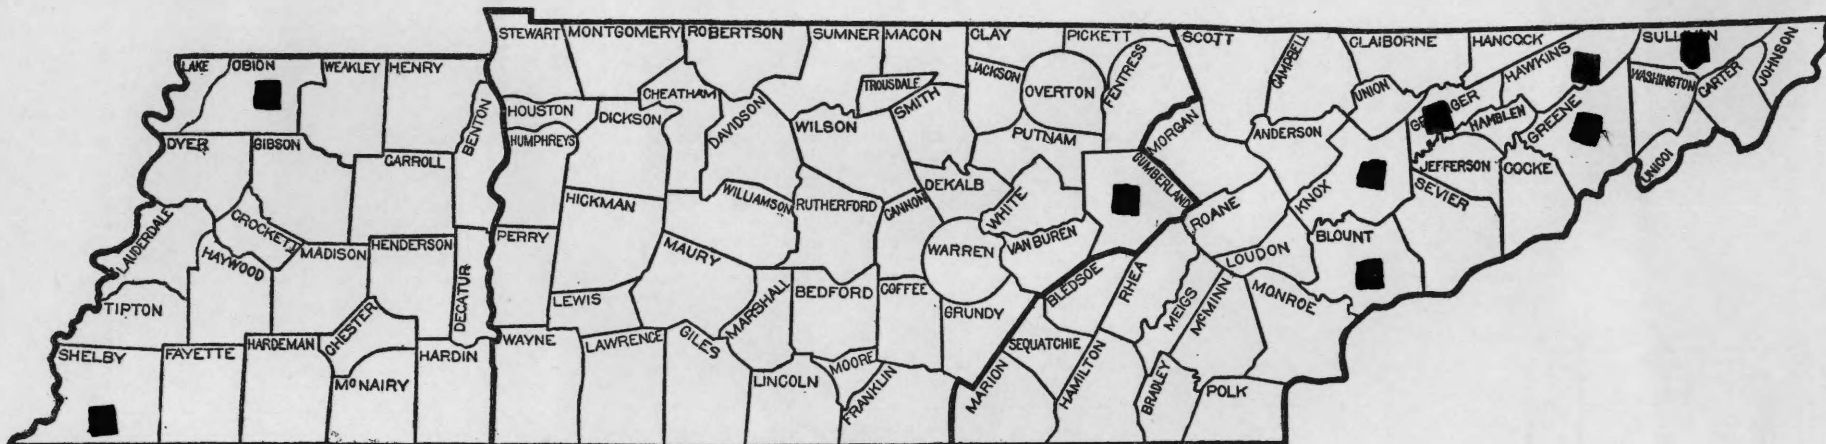 STEWART
MONTGOMERY
ROBERTSON
SUMNER
MACON
CLAY
PICKETT
SCOTT
CAMPBELL
CLAIBORNE
HANCOCK
HAWKINS
SULLIVAN
JOHNSON
LAKE
OBION
WEAKLEY
HENRY
HOUSTON
DICKSON
CHEATHAM
TROUSDALE
SMITH
JACKSON
OVERTON
FENTRESS
UNION
GER
HAMBLEN
GREENE
WASHINGTON
CARTER
UNICOI
DYER
GIBSON
CARROLL
BENTON
HUMPHREYS
DAVIDSON
WILSON
PUTNAM
MORGAN
ANDERSON
JEFFERSON
COCKE
LAUDERDALE
CROCKETT
HAYWOOD
MADISON
HENDERSON
DECATUR
PERRY
HICKMAN
WILLIAMSON
RUTHERFORD
CANNON
DEKALB
WHITE
CUMBERLAND
ROANE
KNOX
SEVIER
BLOUNT
LOUDON
TIPTON
CHESTER
LEWIS
MAURY
MARSHALL
BEDFORD
COFFEE
WARREN
VAN BUREN
BLEDSOE
RHEA
MEIGS
MCMINN
MONROE
SHELBY
FAYETTE
HARDEMAN
MCNAIRY
HARDIN
WAYNE
LAWRENCE
GILES
LINCOLN
MOORE
FRANKLIN
GRUNDY
SEQUATCHIE
MARION
HAMILTON
BRADLEY
POLK